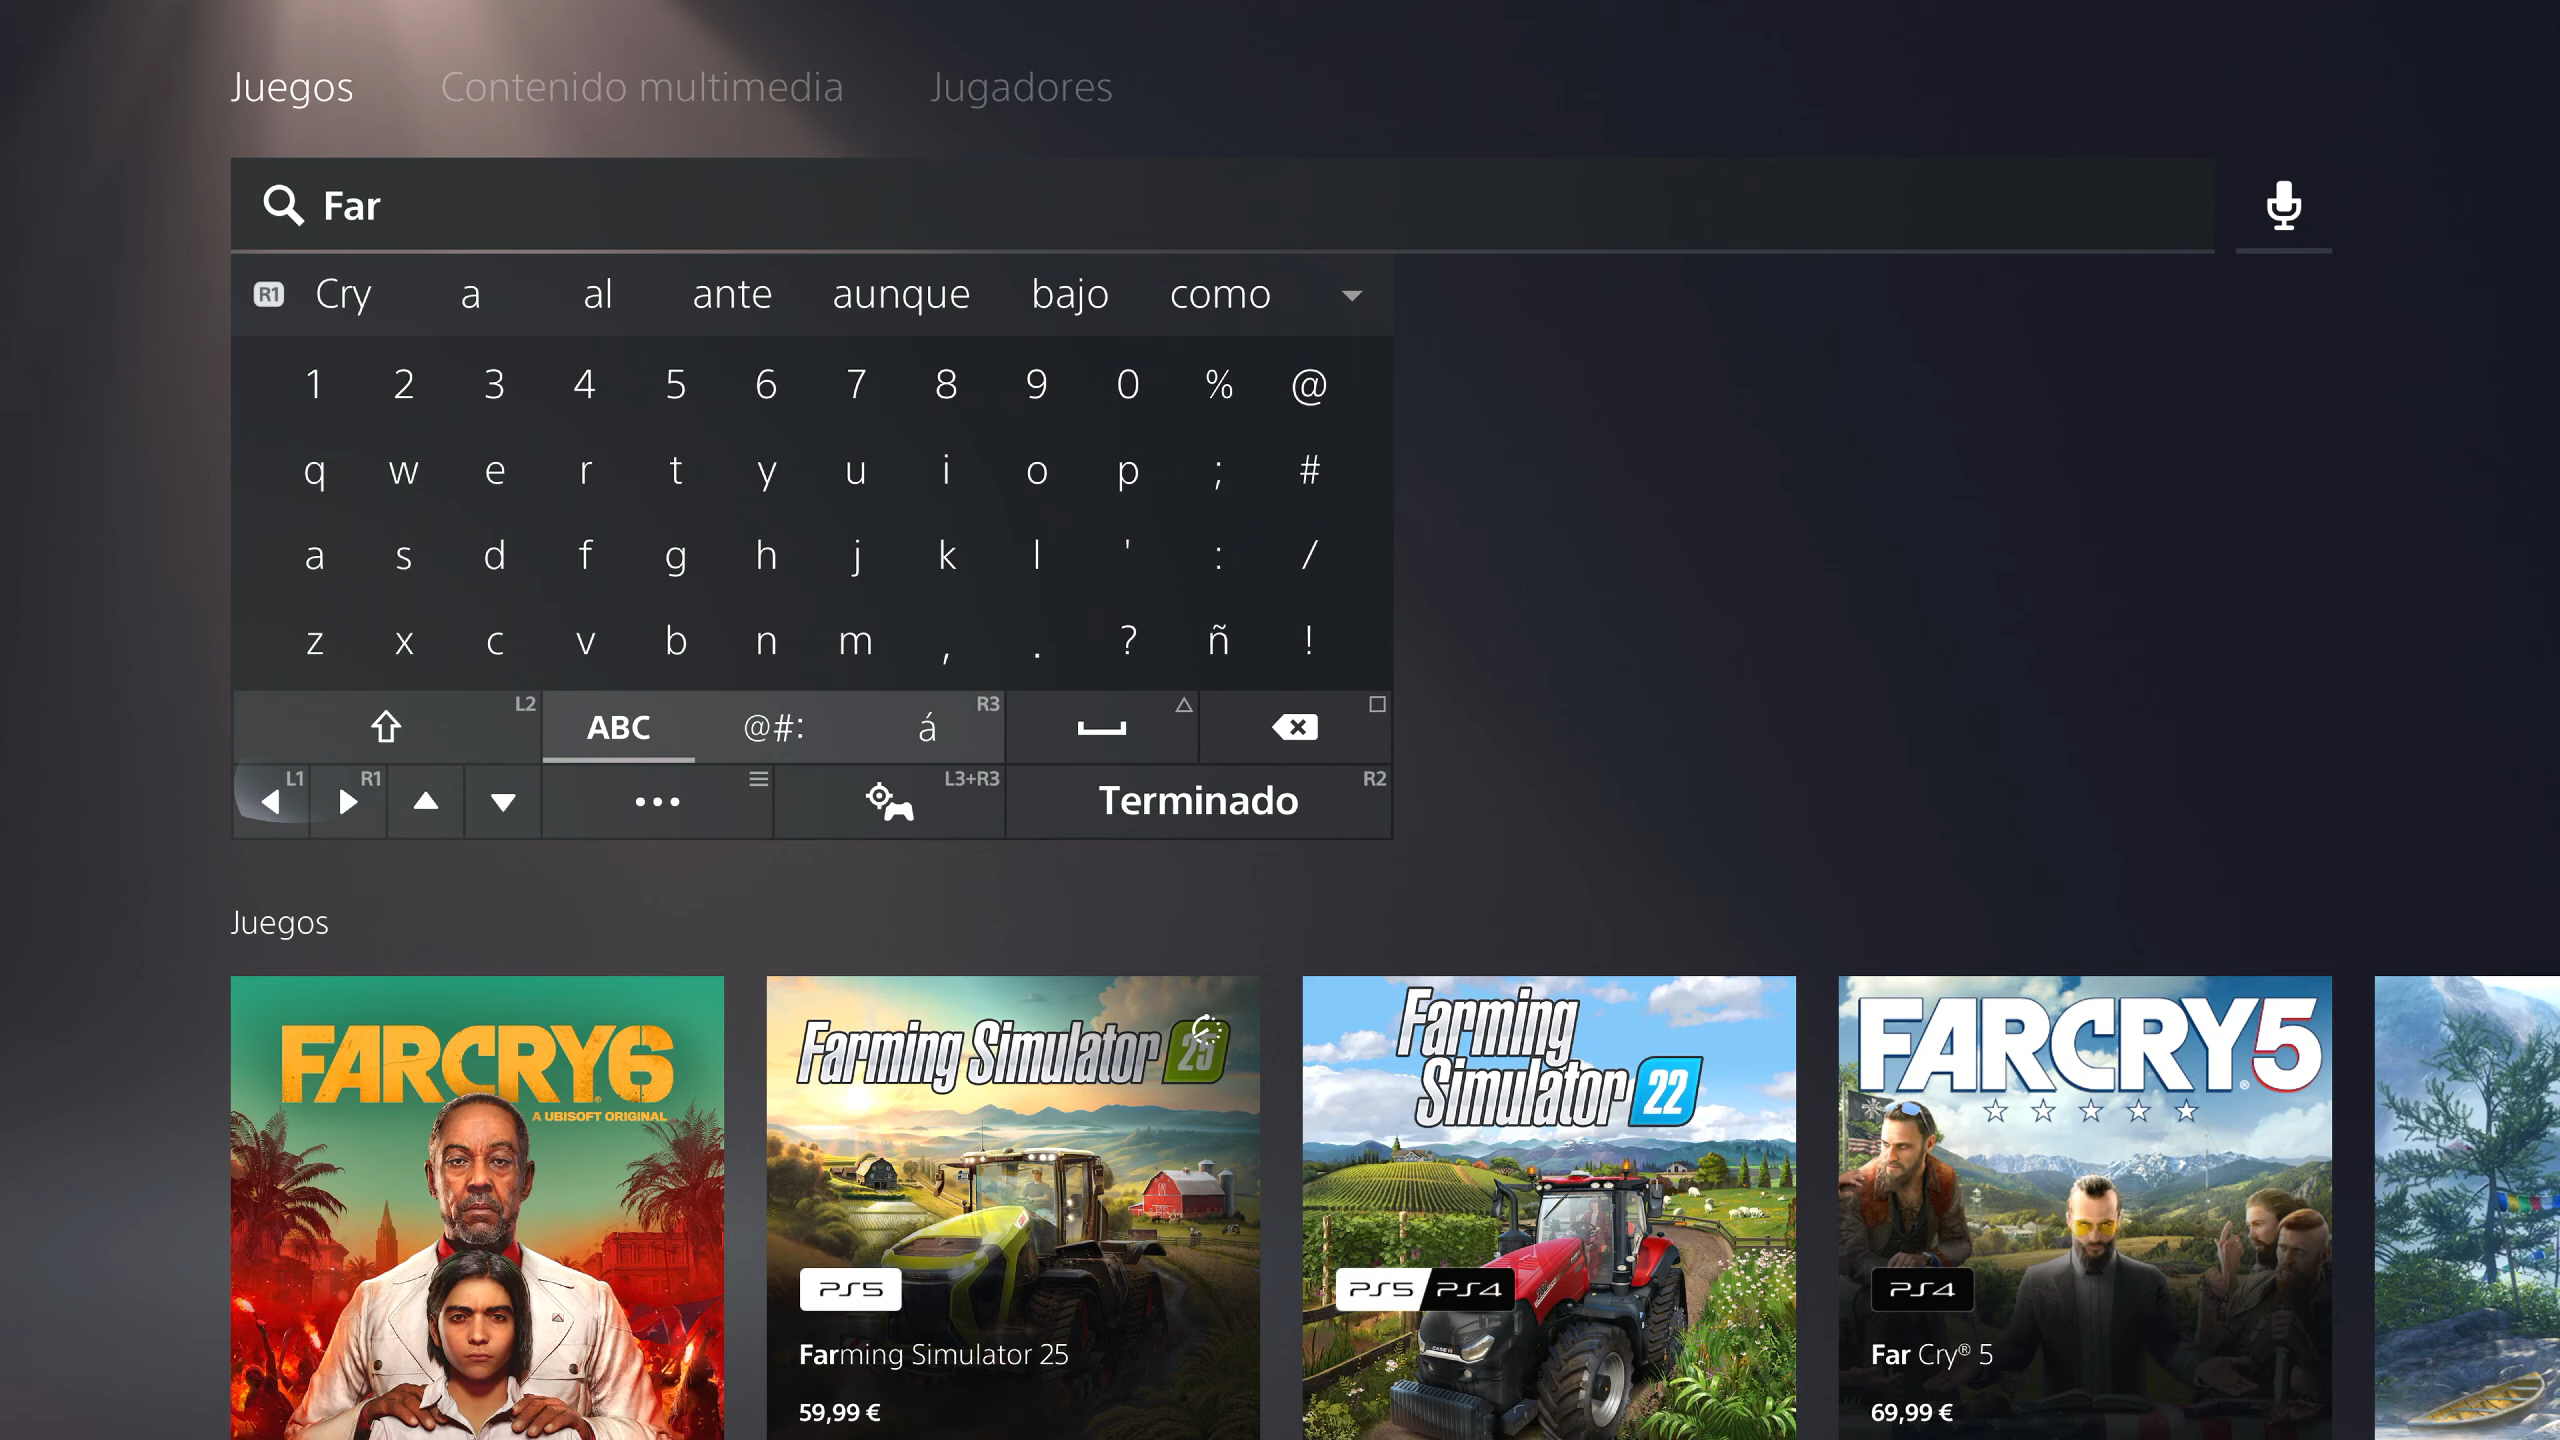 Juegos Contenido multimedia Jugadores
Far
R1 Cry a al ante aunque bajo como
1 2 3 4 5 6 7 8 9 0 % @
q w e r t y u i o p ; #
a s d f g h j k l ' : /
z x c v b n m , . ? ñ !
L2 ABC @#: á R3
L1 R1 ... L3+R3 Terminado R2
Juegos
FARCRY6
A UBISOFT ORIGINAL
Farming Simulator 25
PS5
Farming Simulator 25
59,99 €
Farming
Simulator 22
PS5 PS4
CASE IH
FARCRY5
PS4
Far Cry® 5
69,99 €